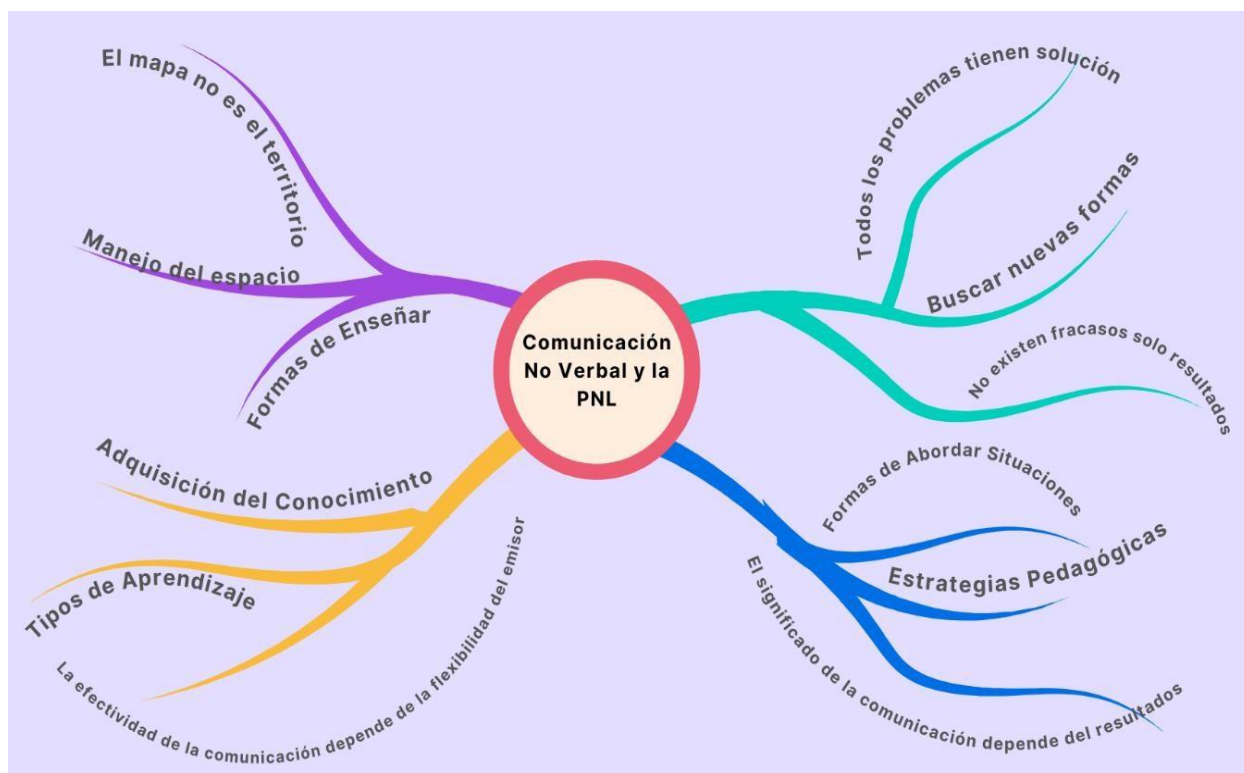 El mapa no es el territorio
Manejo del espacio
Formas de Enseñar
Todos los problemas tienen solución
Buscar nuevas formas
No existen fracasos solo resultados
Comunicación
No Verbal y la
PNL
Adquisición del Conocimiento
Tipos de Aprendizaje
La efectividad de la comunicación depende de la flexibilidad del emisor
Formas de Abordar Situaciones
Estrategias Pedagógicas
El significado de la comunicación depende del resultados